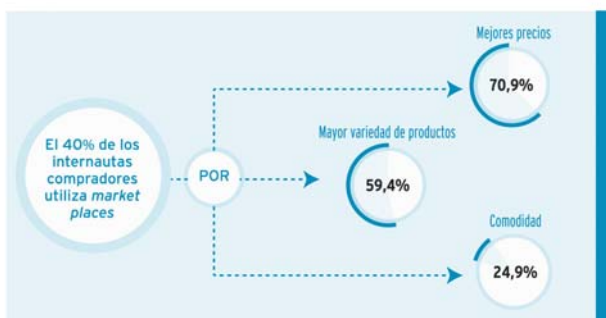 El 40% de los
internautas
compradores
utiliza market
places
POR
Mejores precios
70,9%
Mayor variedad de productos
59,4%
Comodidad
24,9%